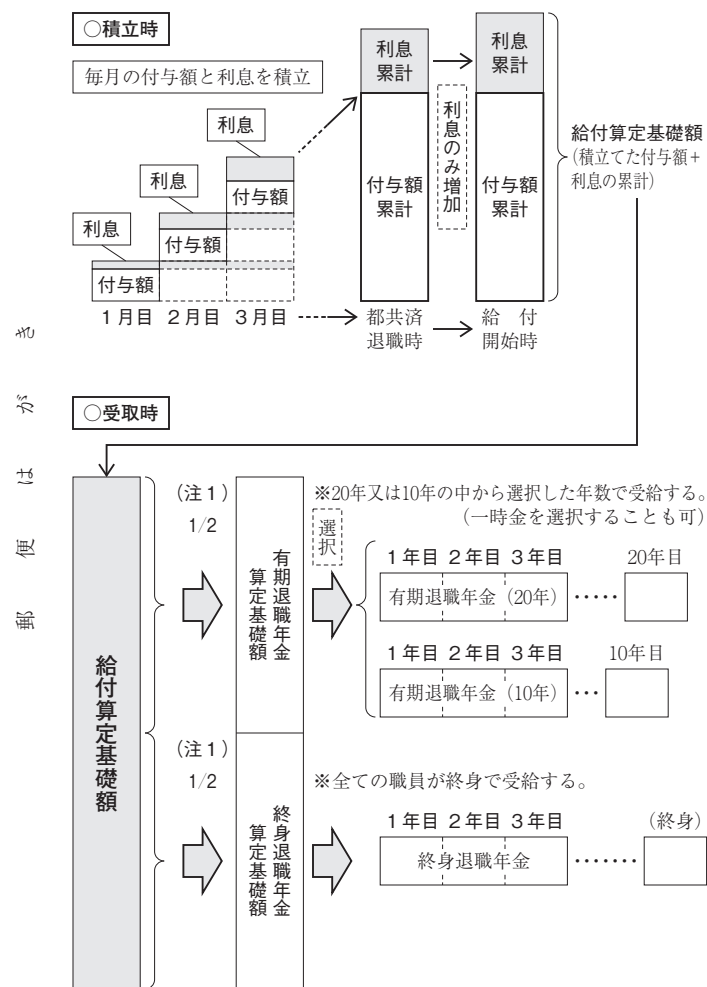 ○積立時
毎月の付与額と利息を積立
利息
付与額
利息
付与額
利息
付与額
1月目 2月目 3月目
利息
累計
付与額
累計
都共済
退職時
利息のみ増加
利息
累計
付与額
累計
給 付
開始時
給付算定基礎額
(積立てた付与額+
利息の累計)
郵便はがき
○受取時
給付算定基礎額
(注1)
1/2
有期退職年金
算定基礎額
選択
※20年又は10年の中から選択した年数で受給する。
(一時金を選択することも可)
1年目 2年目 3年目 20年目
有期退職年金(20年) ・・・・・
1年目 2年目 3年目 10年目
有期退職年金(10年) ・・・
(注1)
1/2
終身退職年金
算定基礎額
※全ての職員が終身で受給する。
1年目 2年目 3年目 (終身)
終身退職年金 ・・・・・・・